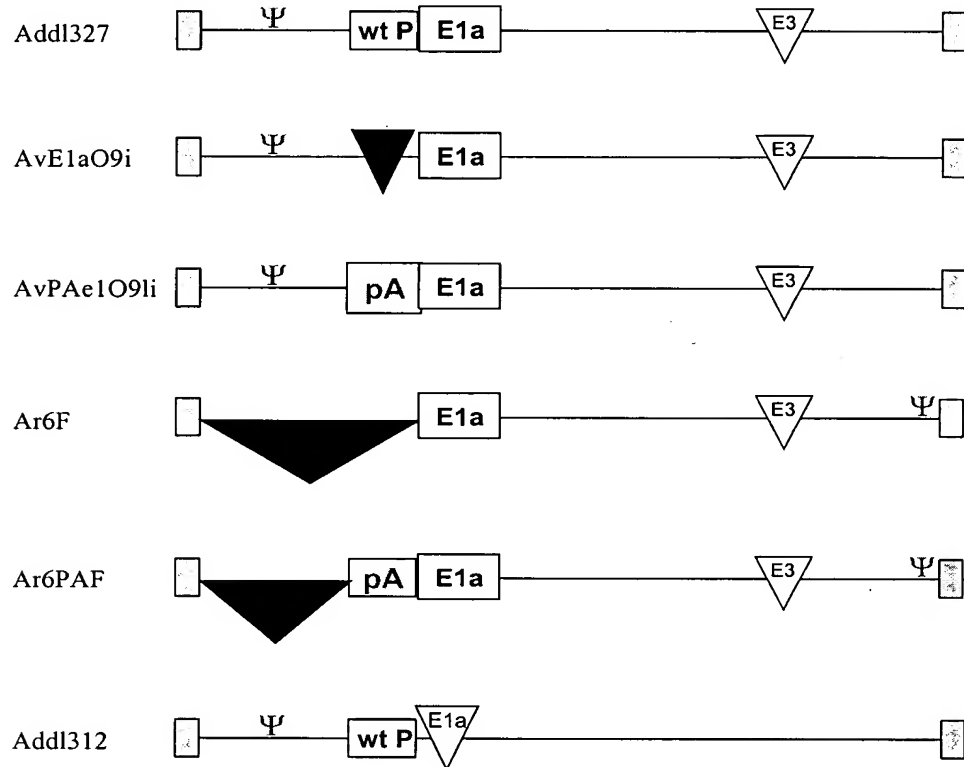 Addl327 Ψ wt P E1a E3
AvE1aO9i Ψ E1a E3
AvPAe1O9li Ψ pA E1a E3
Ar6F E1a E3 Ψ
Ar6PAF pA E1a E3 Ψ
Addl312 Ψ wt P E1a